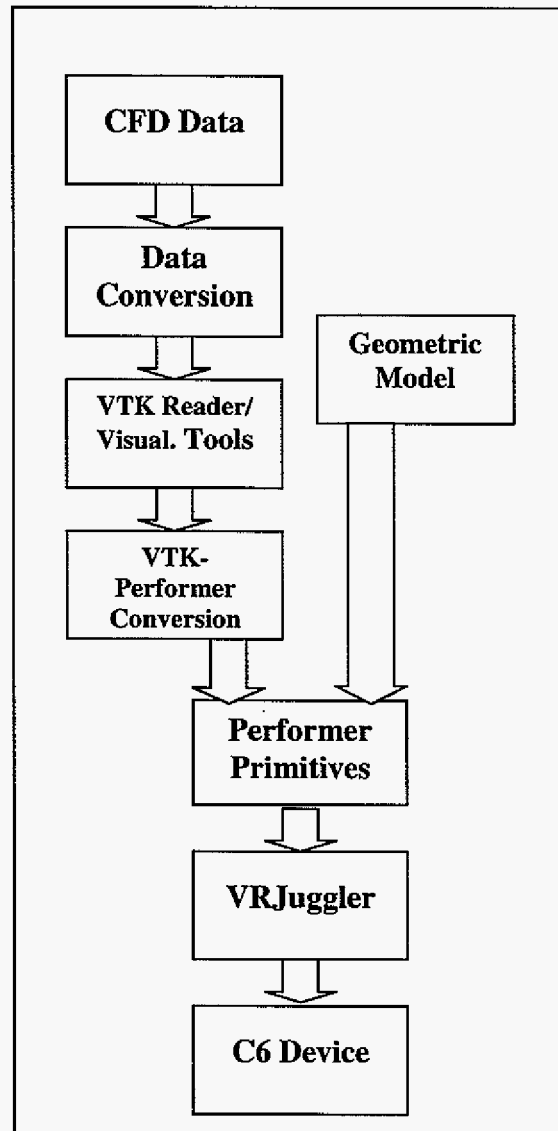 CFD Data
Data
Conversion
Geometric
Model
VTK Reader/
Visual. Tools
VTK-
Performer
Conversion
Performer
Primitives
VRJuggler
C6 Device